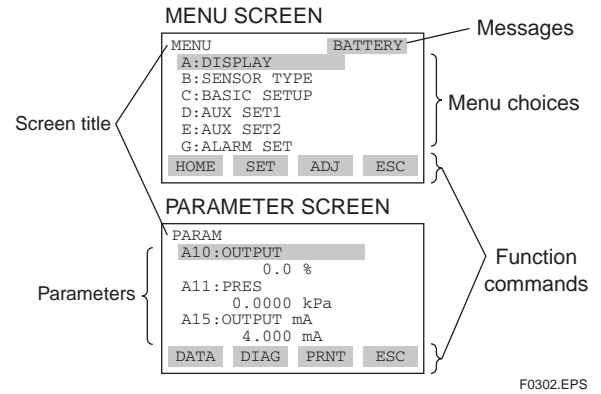 MENU SCREEN
Messages
MENU BATTERY
A:DISPLAY
B:SENSOR TYPE
C:BASIC SETUP
D:AUX SET1
E:AUX SET2
G:ALARM SET
HOME SET ADJ ESC
Menu choices
Screen title
PARAMETER SCREEN
PARAM
A10:OUTPUT
0.0 %
A11:PRES
0.0000 kPa
A15:OUTPUT mA
4.000 mA
DATA DIAG PRNT ESC
Parameters
Function
commands
F0302.EPS